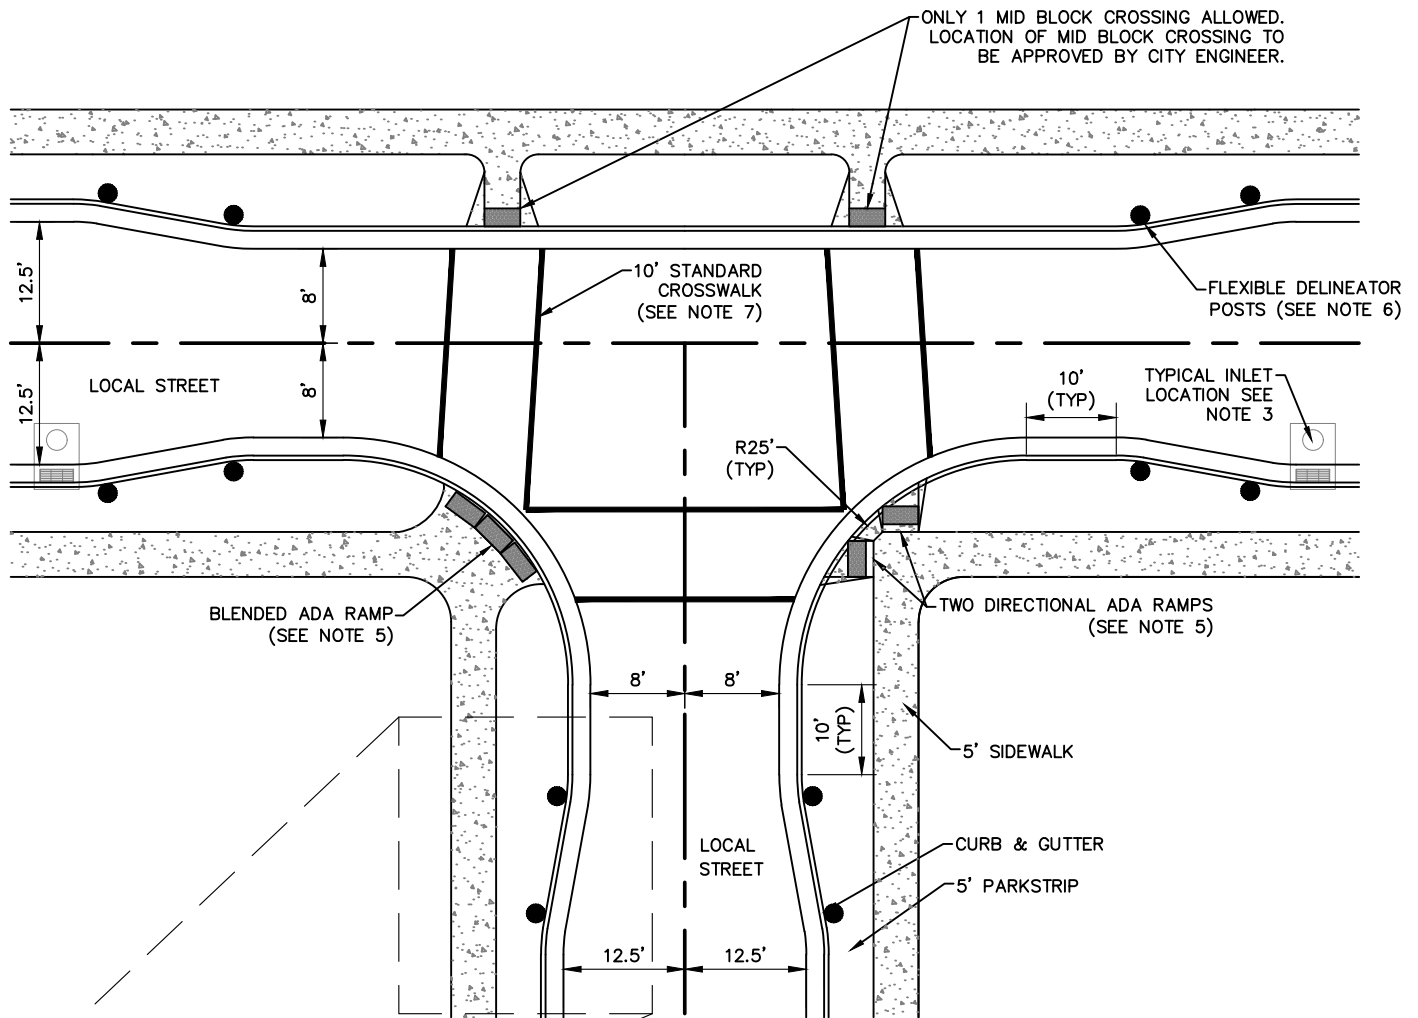 ONLY 1 MID BLOCK CROSSING ALLOWED.
LOCATION OF MID BLOCK CROSSING TO
BE APPROVED BY CITY ENGINEER.
12.5'
8'
10' STANDARD
CROSSWALK
(SEE NOTE 7)
FLEXIBLE DELINEATOR
POSTS (SEE NOTE 6)
12.5'
LOCAL STREET
8'
10'
(TYP)
TYPICAL INLET
LOCATION SEE
NOTE 3
R25'
(TYP)
BLENDED ADA RAMP
(SEE NOTE 5)
TWO DIRECTIONAL ADA RAMPS
(SEE NOTE 5)
8'
8'
10'
(TYP)
5' SIDEWALK
LOCAL
STREET
CURB & GUTTER
5' PARKSTRIP
12.5'
12.5'